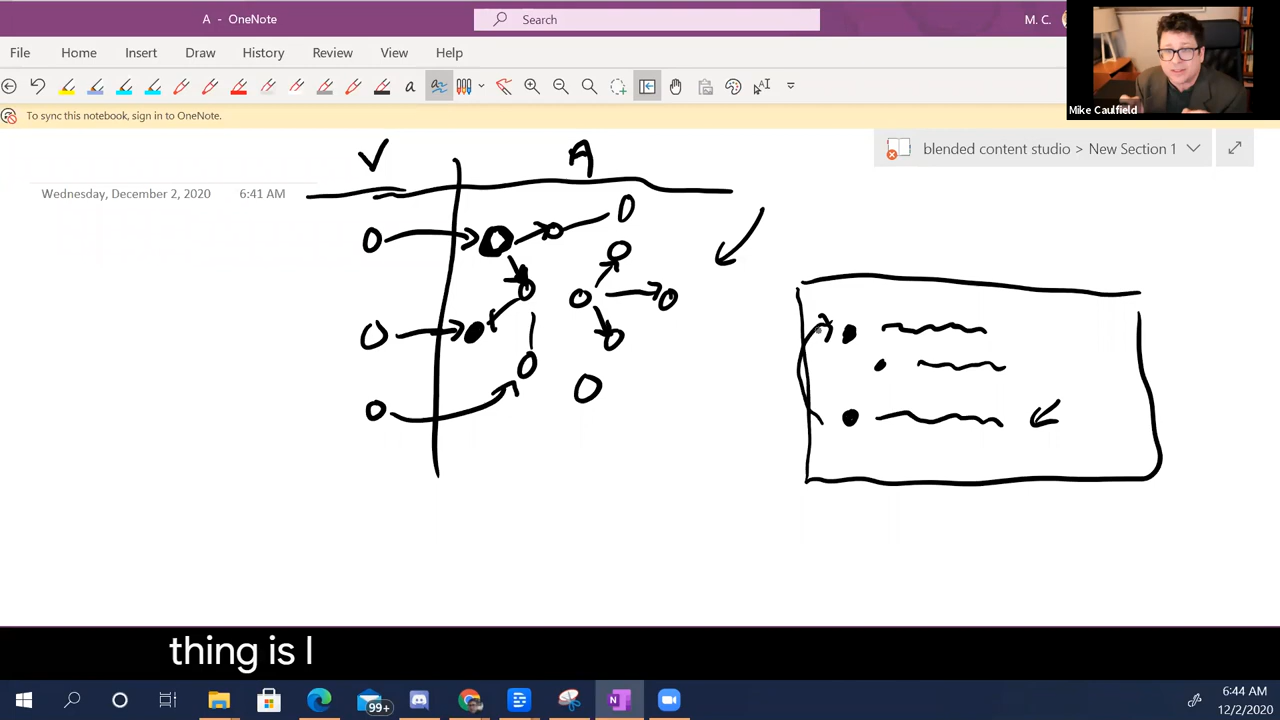 A - OneNote
Search
M. C.
File Home Insert Draw History Review View Help
To sync this notebook, sign in to OneNote.
Mike Caulfield
blended content studio > New Section 1
Wednesday, December 2, 2020 6:41 AM
V A
thing is I
99+
6:44 AM
12/2/2020